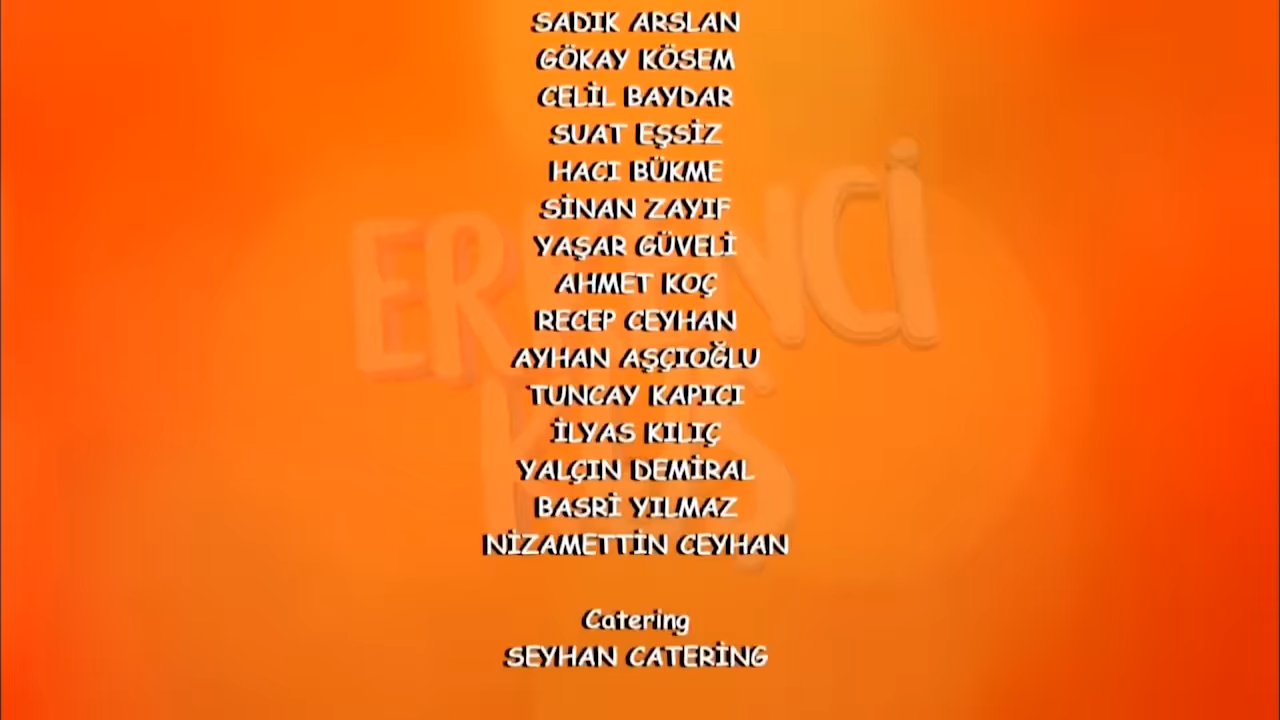 SADIK ARSLAN
GÖKAY KÖSEM
CELİL BAYDAR
SUAT EŞSİZ
HACI BÜKME
SİNAN ZAYIF
YAŞAR GÜVELİ
AHMET KOÇ
RECEP CEYHAN
AYHAN AŞÇIOĞLU
TUNCAY KAPICI
İLYAS KILIÇ
YALÇIN DEMİRAL
BASRİ YILMAZ
NİZAMETTİN CEYHAN
Catering
SEYHAN CATERİNG